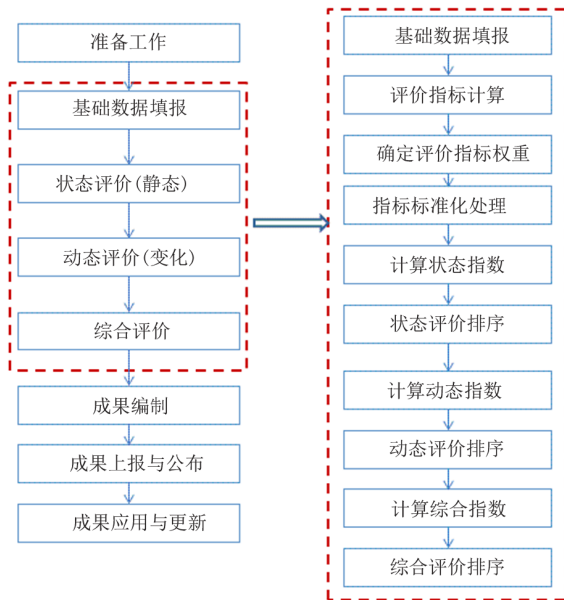 准备工作
基础数据填报
状态评价(静态)
动态评价(变化)
综合评价
成果编制
成果上报与公布
成果应用与更新
基础数据填报
评价指标计算
确定评价指标权重
指标标准化处理
计算状态指数
状态评价排序
计算动态指数
动态评价排序
计算综合指数
综合评价排序